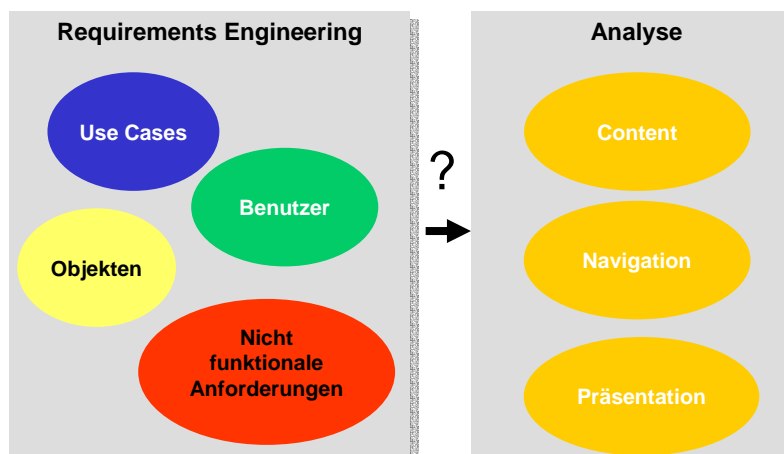 Requirements Engineering
Use Cases
Benutzer
Objekten
Nicht
funktionale
Anforderungen
?
Analyse
Content
Navigation
Präsentation